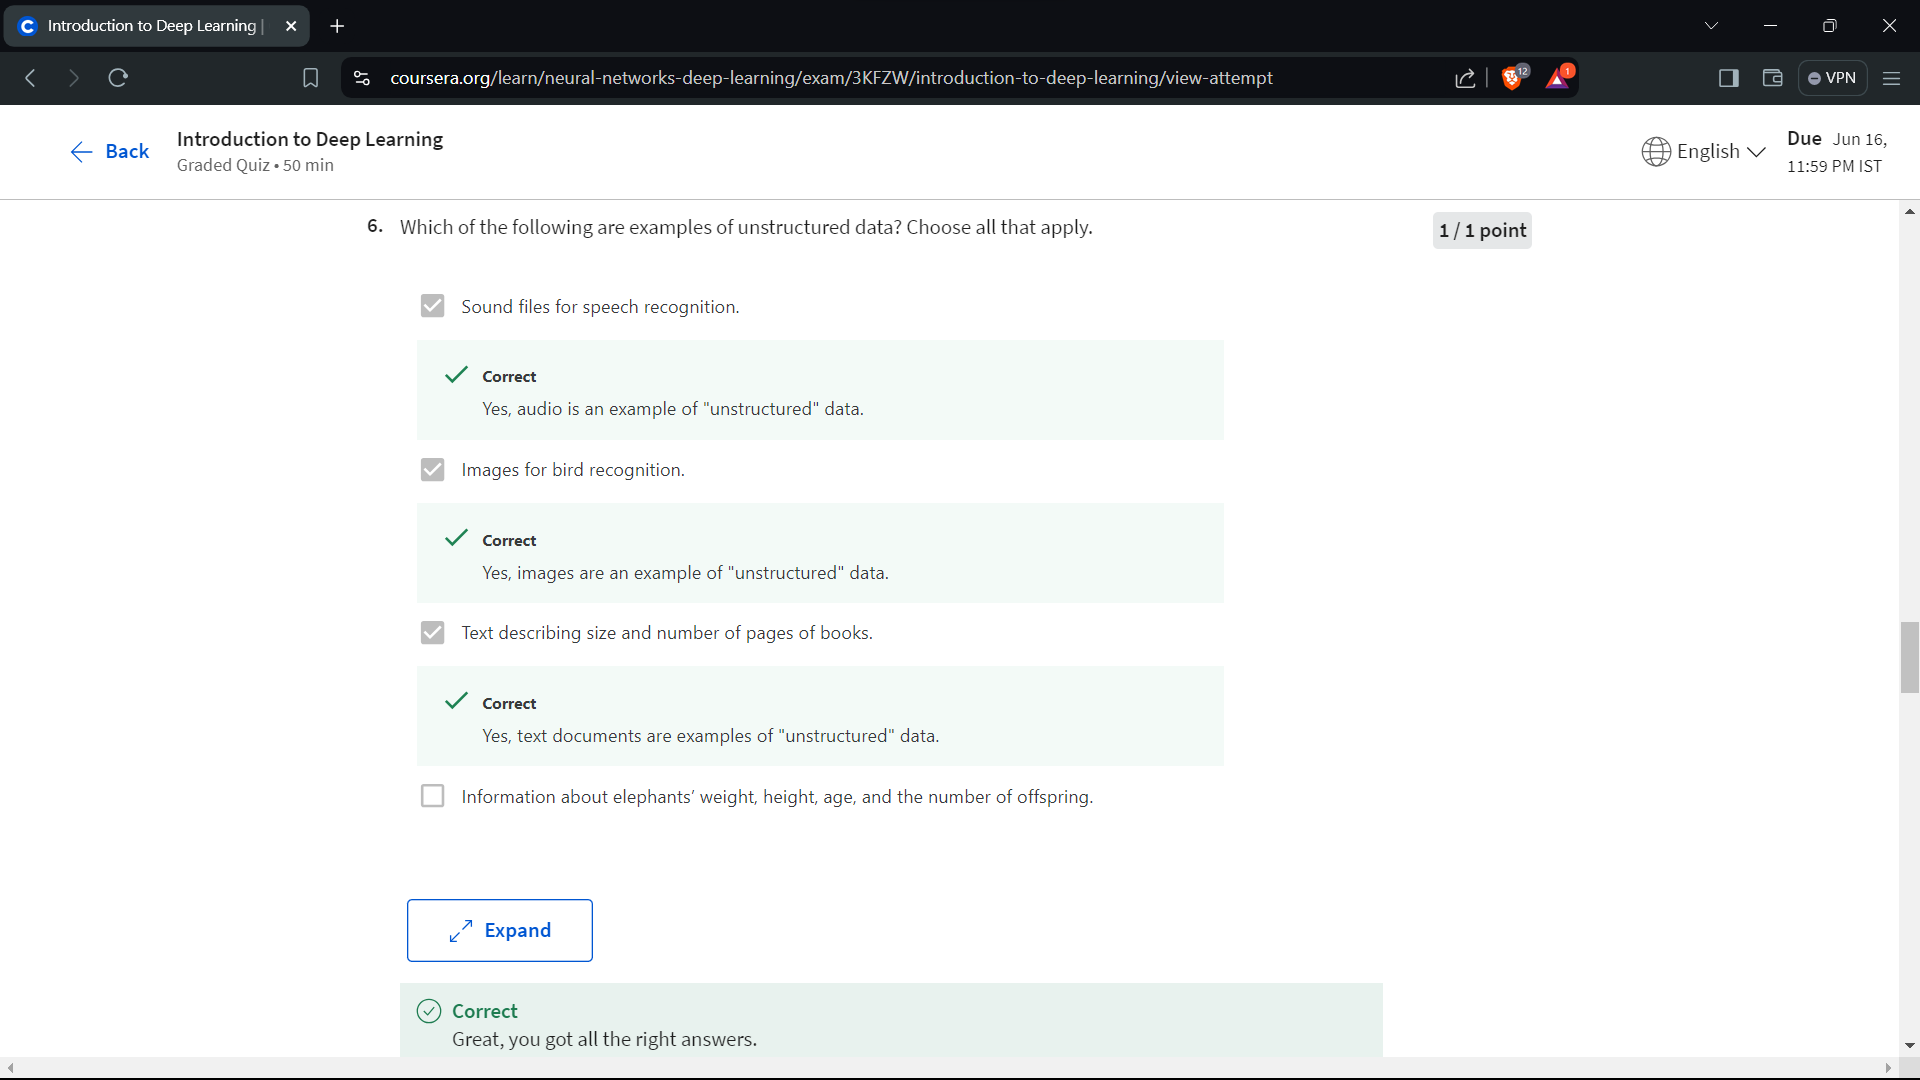 Introduction to Deep Learning |
coursera.org/learn/neural-networks-deep-learning/exam/3KFZW/introduction-to-deep-learning/view-attempt
12
1
VPN
Back
Introduction to Deep Learning
Graded Quiz • 50 min
English
Due Jun 16,
11:59 PM IST
6. Which of the following are examples of unstructured data? Choose all that apply.
1 / 1 point
Sound files for speech recognition.
Correct
Yes, audio is an example of "unstructured" data.
Images for bird recognition.
Correct
Yes, images are an example of "unstructured" data.
Text describing size and number of pages of books.
Correct
Yes, text documents are examples of "unstructured" data.
Information about elephants’ weight, height, age, and the number of offspring.
Expand
Correct
Great, you got all the right answers.